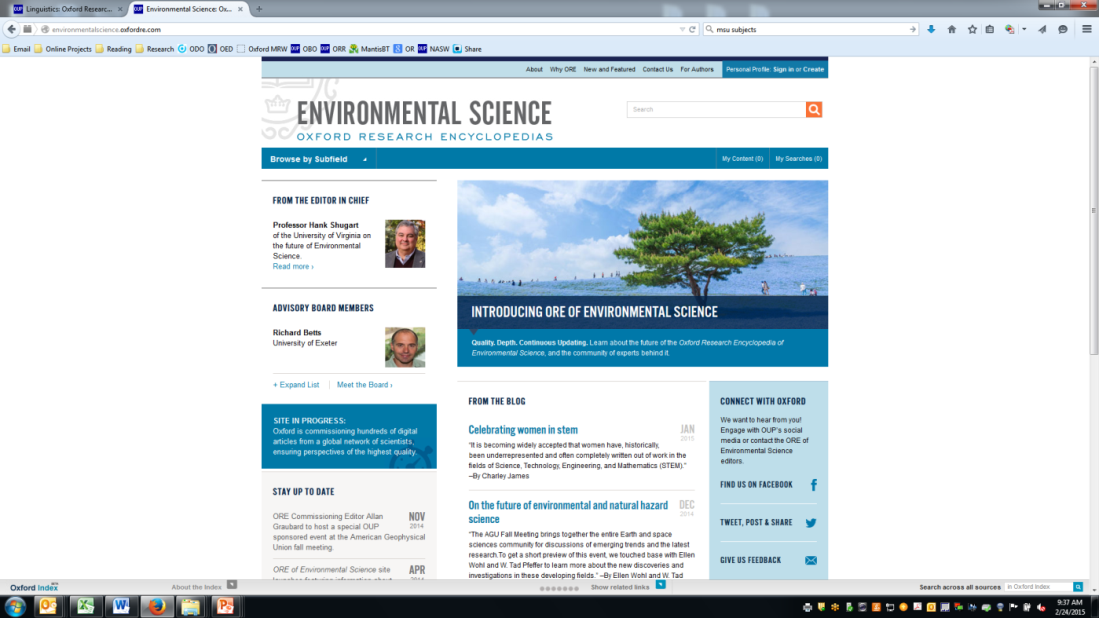 Linguistics: Oxford Researc...
Environmental Science: Ox...
environmentalscience.oxfordre.com
msu subjects
Email
Online Projects
Reading
Research
ODO
OED
Oxford MRW
OBO
ORR
MantisBT
OR
NASW
Share
About
Why ORE
New and Featured
Contact Us
For Authors
Personal Profile: Sign in or Create
ENVIRONMENTAL SCIENCE
OXFORD RESEARCH ENCYCLOPEDIAS
Search
Browse by Subfield
My Content (0)
My Searches (0)
FROM THE EDITOR IN CHIEF
Professor Hank Shugart
of the University of Virginia on
the future of Environmental
Science.
Read more ›
ADVISORY BOARD MEMBERS
Richard Betts
University of Exeter
+ Expand List
Meet the Board ›
SITE IN PROGRESS:
Oxford is commissioning hundreds of digital
articles from a global network of scientists,
ensuring perspectives of the highest quality.
STAY UP TO DATE
ORE Commissioning Editor Allan
Graubard to host a special OUP
sponsored event at the American Geophysical
Union fall meeting.
NOV
2014
ORE of Environmental Science site
launches featuring information about
APR
2014
INTRODUCING ORE OF ENVIRONMENTAL SCIENCE
Quality. Depth. Continuous Updating. Learn about the future of the Oxford Research Encyclopedia of
Environmental Science, and the community of experts behind it.
FROM THE BLOG
Celebrating women in stem
JAN
2015
"It is becoming widely accepted that women have, historically,
been underrepresented and often completely written out of work in the
fields of Science, Technology, Engineering, and Mathematics (STEM)."
–By Charley James
On the future of environmental and natural hazard
science
DEC
2014
"The AGU Fall Meeting brings together the entire Earth and space
sciences community for discussions of emerging trends and the latest
research.To get a short preview of this event, we touched base with Ellen
Wohl and W. Tad Pfeffer to learn more about the new discoveries and
investigations in these developing fields." –By Ellen Wohl and W. Tad
CONNECT WITH OXFORD
We want to hear from you!
Engage with OUP's social
media or contact the ORE of
Environmental Science
editors.
FIND US ON FACEBOOK
TWEET, POST & SHARE
GIVE US FEEDBACK
Oxford Index
About the Index
Show related links
Search across all sources
in Oxford Index
9:37 AM
2/24/2015